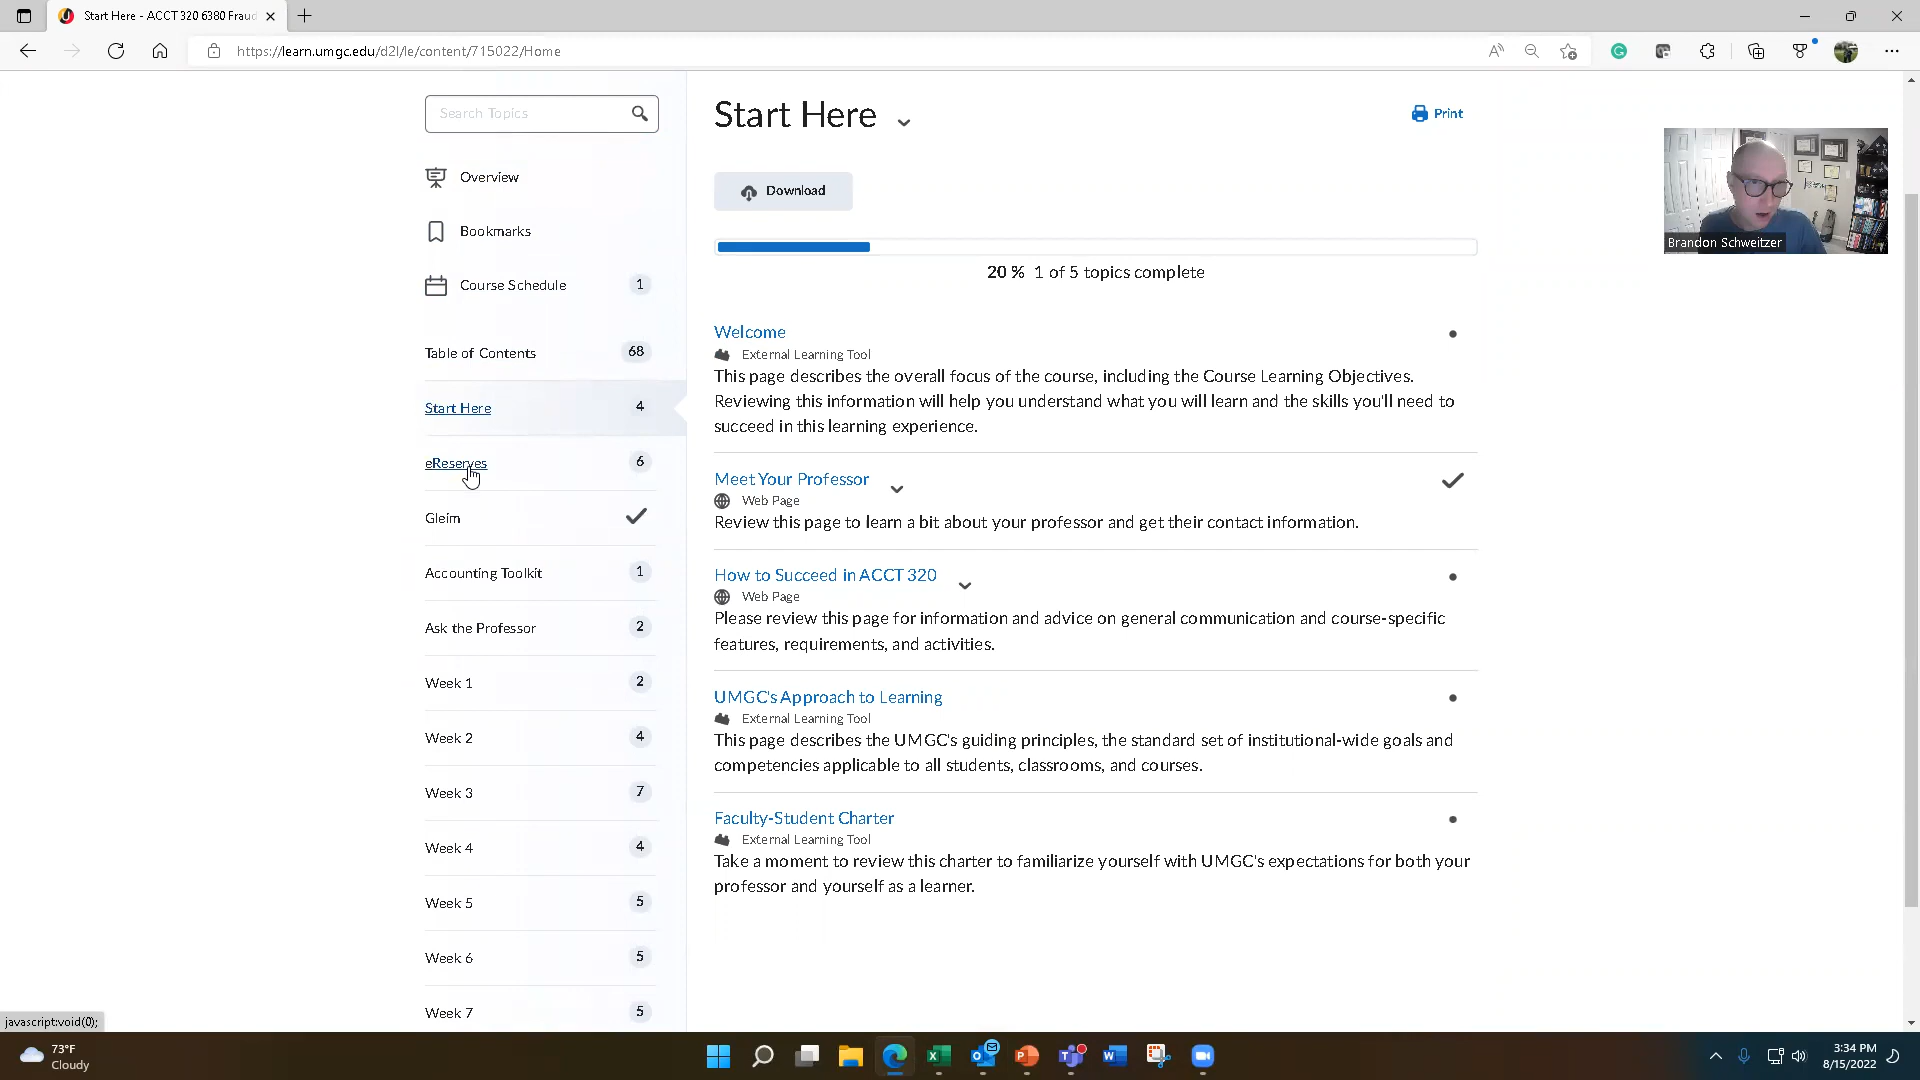 Start Here - ACCT 320 6380 Fraud
https://learn.umgc.edu/d2l/le/content/715022/Home
Search Topics
Overview
Bookmarks
Course Schedule 1
Table of Contents 68
Start Here 4
eReserves 6
Gleim
Accounting Toolkit 1
Ask the Professor 2
Week 1 2
Week 2 4
Week 3 7
Week 4 4
Week 5 5
Week 6 5
Week 7 5
Start Here
Print
Download
20 % 1 of 5 topics complete
Welcome
External Learning Tool
This page describes the overall focus of the course, including the Course Learning Objectives.
Reviewing this information will help you understand what you will learn and the skills you'll need to
succeed in this learning experience.
Meet Your Professor
Web Page
Review this page to learn a bit about your professor and get their contact information.
How to Succeed in ACCT 320
Web Page
Please review this page for information and advice on general communication and course-specific
features, requirements, and activities.
UMGC's Approach to Learning
External Learning Tool
This page describes the UMGC's guiding principles, the standard set of institutional-wide goals and
competencies applicable to all students, classrooms, and courses.
Faculty-Student Charter
External Learning Tool
Take a moment to review this charter to familiarize yourself with UMGC's expectations for both your
professor and yourself as a learner.
Brandon Schweitzer
javascript:void(0);
73°F
Cloudy
3:34 PM
8/15/2022